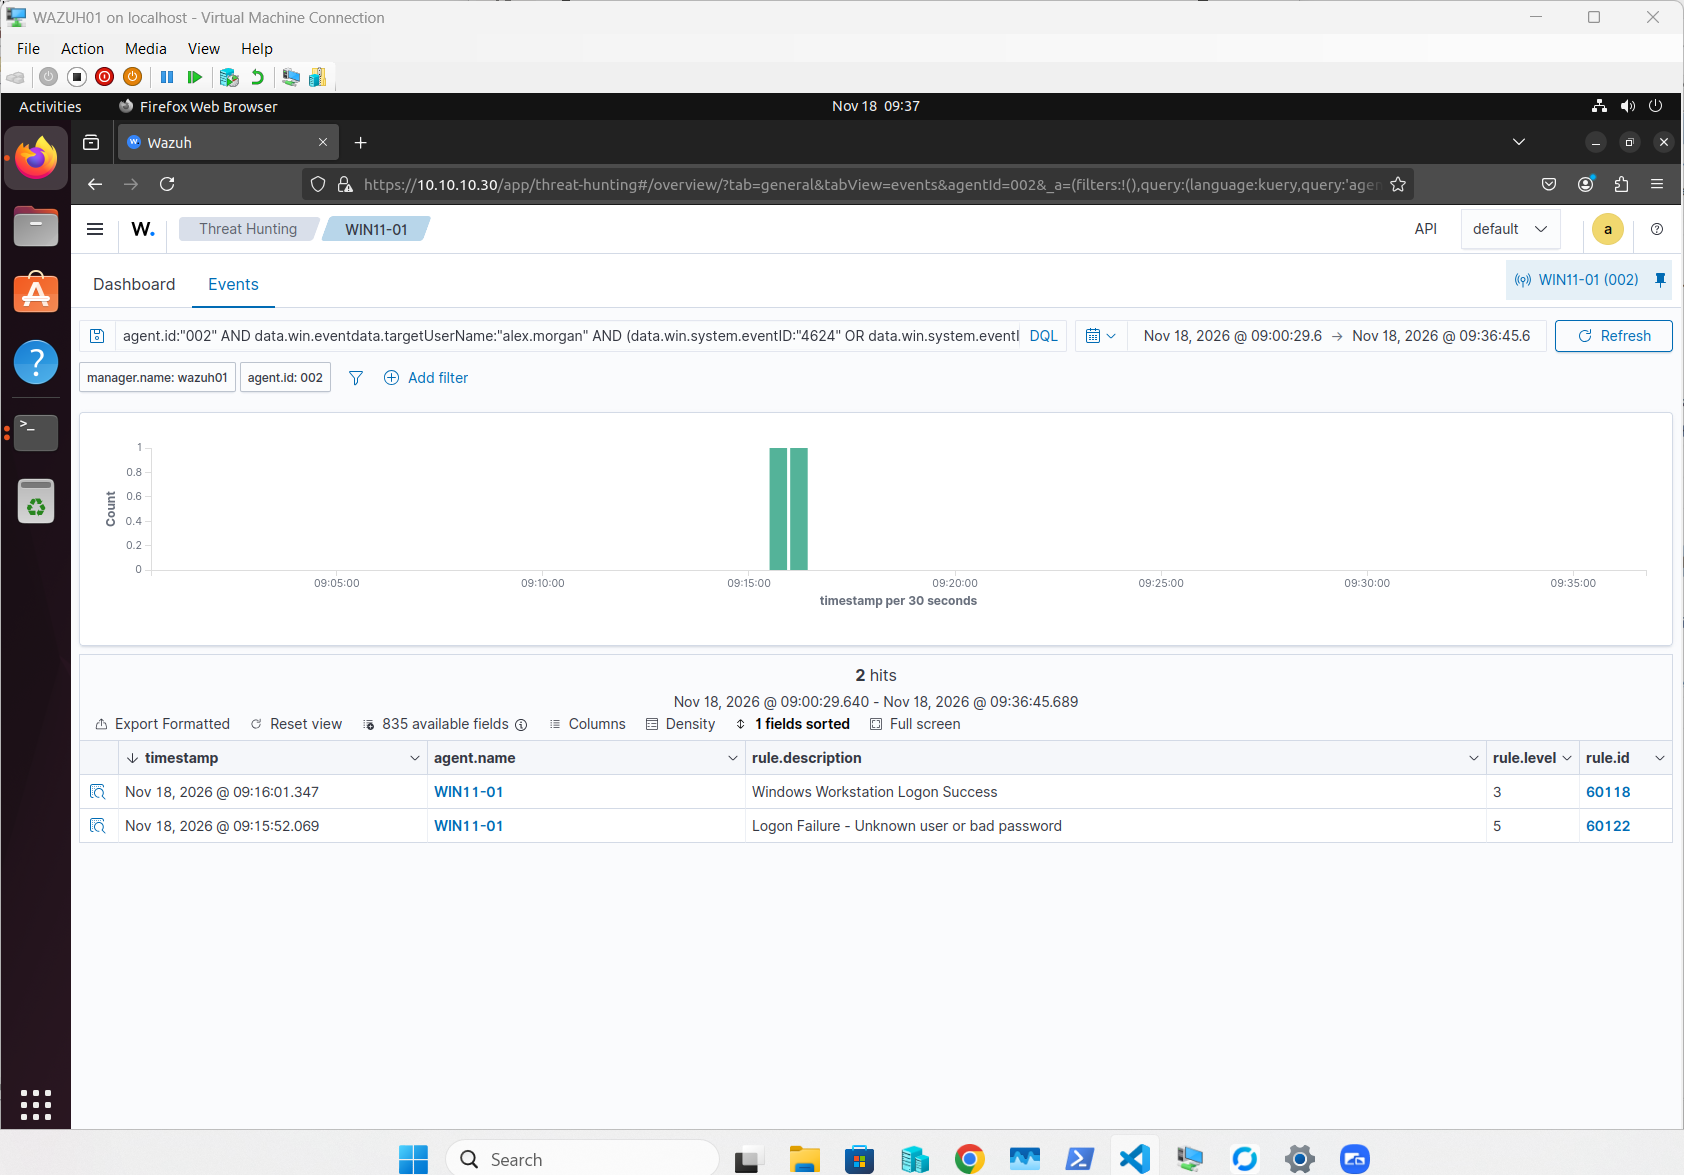 WAZUH01 on localhost - Virtual Machine Connection
File Action Media View Help
Activities Firefox Web Browser Nov 18 09:37
Wazuh
https://10.10.10.30/app/threat-hunting#/overview/?tab=general&tabView=events&agentId=002&_a=(filters:!(),query:(language:kuery,query:'agen
W. Threat Hunting WIN11-01 API default a
Dashboard Events WIN11-01 (002)
agent.id:"002" AND data.win.eventdata.targetUserName:"alex.morgan" AND (data.win.system.eventID:"4624" OR data.win.system.eventI DQL Nov 18, 2026 @ 09:00:29.6 → Nov 18, 2026 @ 09:36:45.6 Refresh
manager.name: wazuh01 agent.id: 002 Add filter
1
0.8
0.6
0.4
0.2
0
Count
09:05:00 09:10:00 09:15:00 09:20:00 09:25:00 09:30:00 09:35:00
timestamp per 30 seconds
2 hits
Nov 18, 2026 @ 09:00:29.640 - Nov 18, 2026 @ 09:36:45.689
Export Formatted Reset view 835 available fields Columns Density 1 fields sorted Full screen
timestamp agent.name rule.description rule.level rule.id
Nov 18, 2026 @ 09:16:01.347 WIN11-01 Windows Workstation Logon Success 3 60118
Nov 18, 2026 @ 09:15:52.069 WIN11-01 Logon Failure - Unknown user or bad password 5 60122
Search